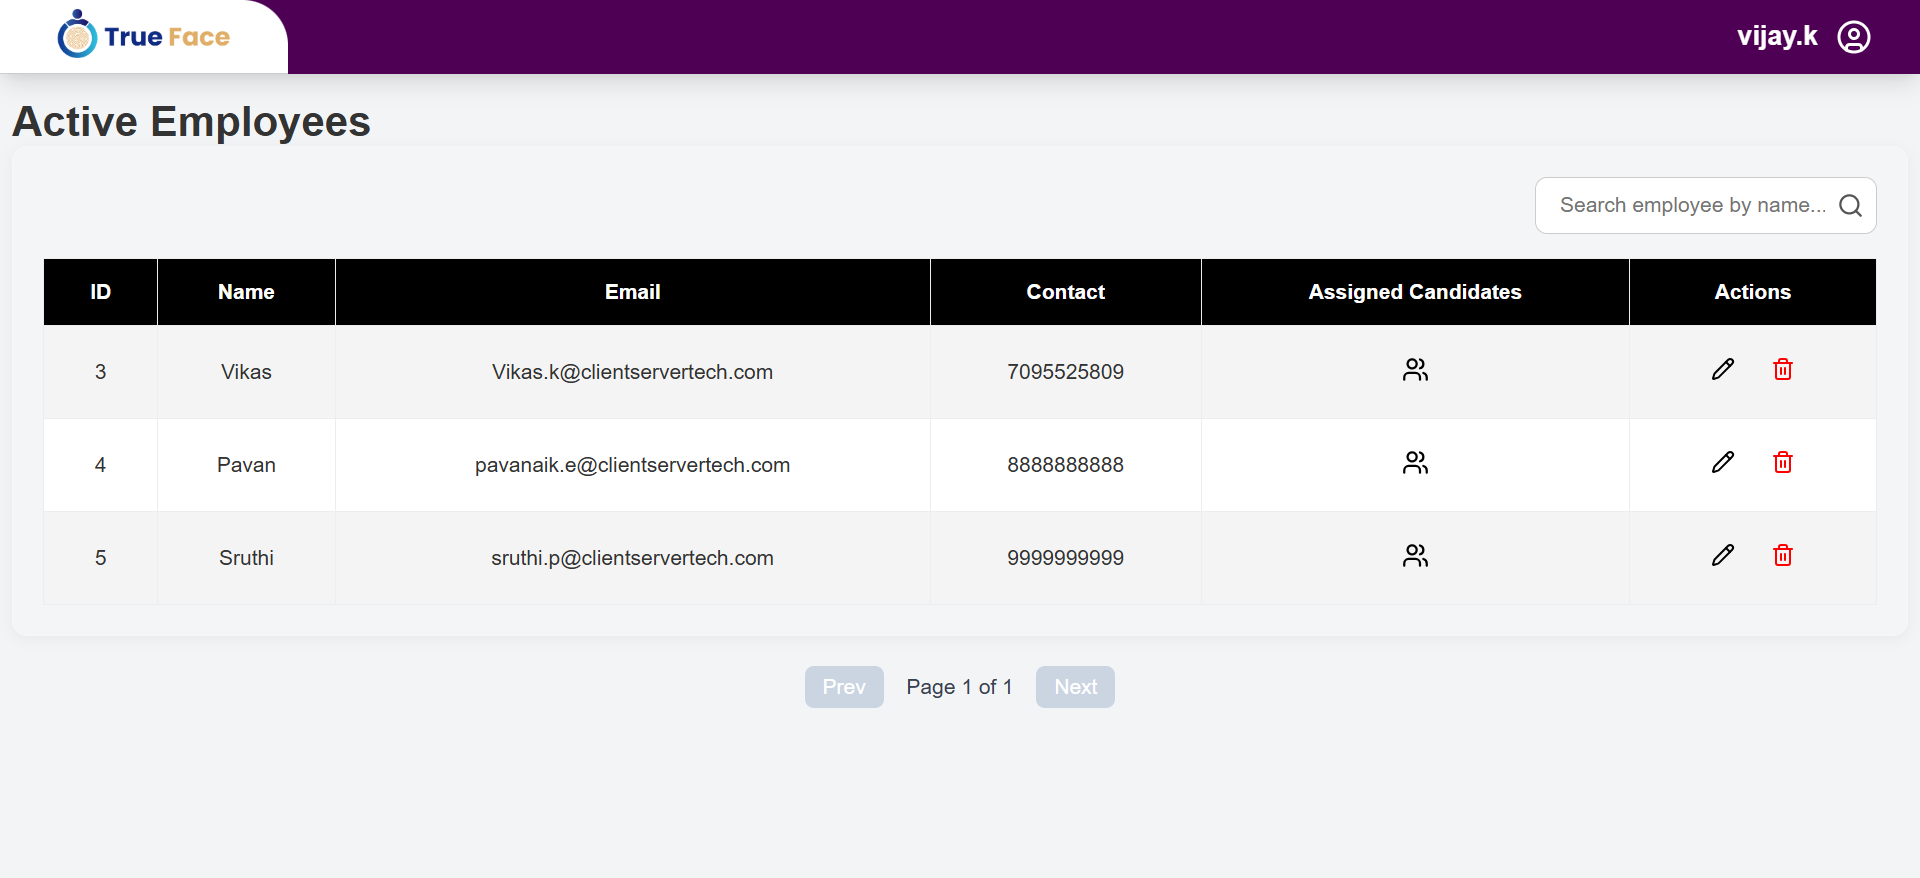 True Face
vijay.k
Active Employees
Search employee by name...
ID Name Email Contact Assigned Candidates Actions
3 Vikas Vikas.k@clientservertech.com 7095525809
4 Pavan pavanaik.e@clientservertech.com 8888888888
5 Sruthi sruthi.p@clientservertech.com 9999999999
Prev Page 1 of 1 Next